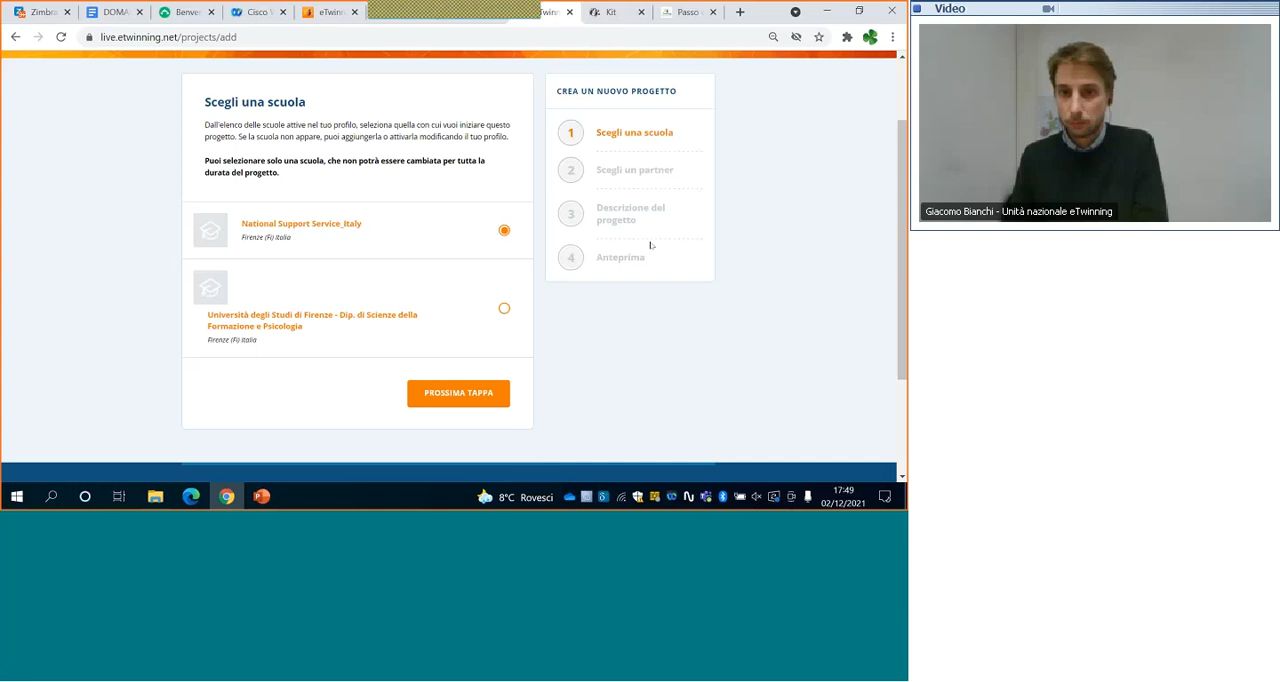 Zimbra
DOMA
Benve
Cisco W
eTwinn
Twinn
Kit
Passo
live.etwinning.net/projects/add
Scegli una scuola
Dall'elenco delle scuole attive nel tuo profilo, seleziona quella con cui vuoi iniziare questo
progetto. Se la scuola non appare, puoi aggiungerla o attivarla modificando il tuo profilo.
Puoi selezionare solo una scuola, che non potrà essere cambiata per tutta la
durata del progetto.
National Support Service_Italy
Firenze (FI) Italia
Università degli Studi di Firenze - Dip. di Scienze della
Formazione e Psicologia
Firenze (FI) Italia
PROSSIMA TAPPA
CREA UN NUOVO PROGETTO
1 Scegli una scuola
2 Scegli un partner
3 Descrizione del
progetto
4 Anteprima
8°C Rovesci
17:49
02/12/2021
Video
Giacomo Bianchi - Unità nazionale eTwinning